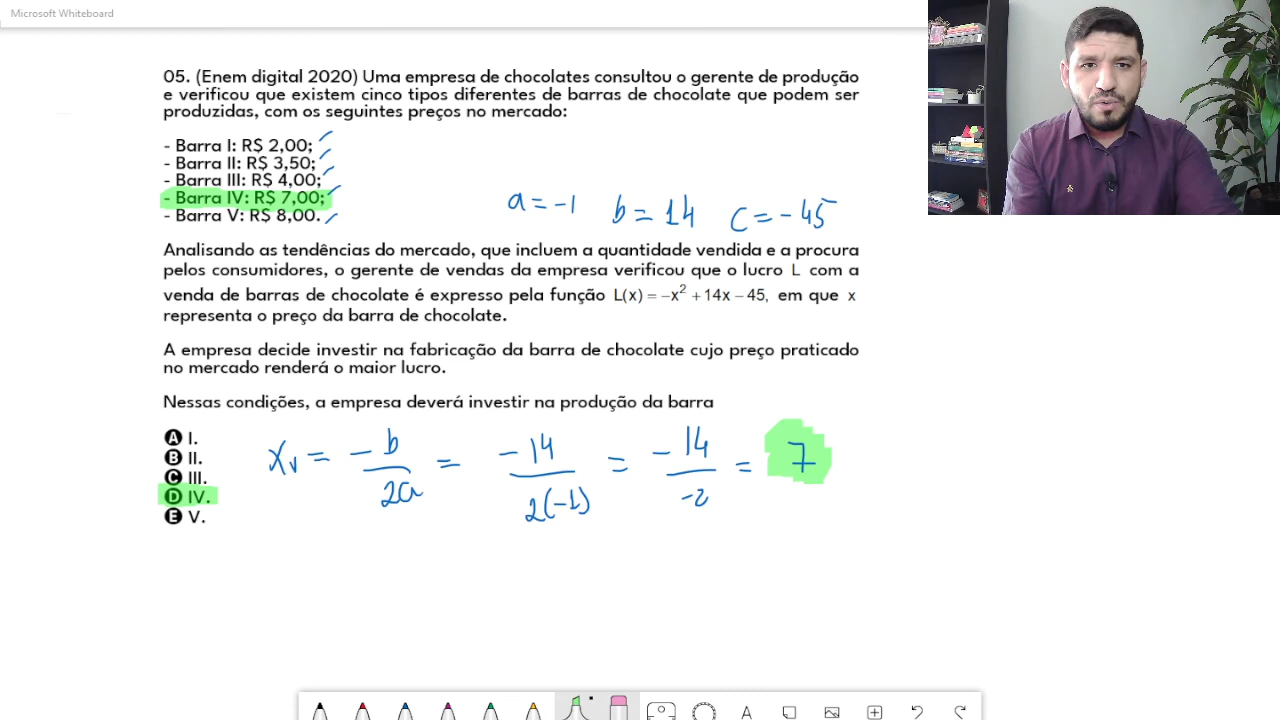 Microsoft Whiteboard
05. (Enem digital 2020) Uma empresa de chocolates consultou o gerente de produção
e verificou que existem cinco tipos diferentes de barras de chocolate que podem ser
produzidas, com os seguintes preços no mercado:
- Barra I: R$ 2,00;
- Barra II: R$ 3,50;
- Barra III: R$ 4,00;
- Barra IV: R$ 7,00;
- Barra V: R$ 8,00.
a = -1 b = 14 c = -45
Analisando as tendências do mercado, que incluem a quantidade vendida e a procura
pelos consumidores, o gerente de vendas da empresa verificou que o lucro L com a
venda de barras de chocolate é expresso pela função L(x) = -x² + 14x - 45, em que x
representa o preço da barra de chocolate.
A empresa decide investir na fabricação da barra de chocolate cujo preço praticado
no mercado renderá o maior lucro.
Nessas condições, a empresa deverá investir na produção da barra
A I.
B II.
C III.
D IV.
E V.
xv = -b/2a = -14/2(-1) = -14/-2 = 7